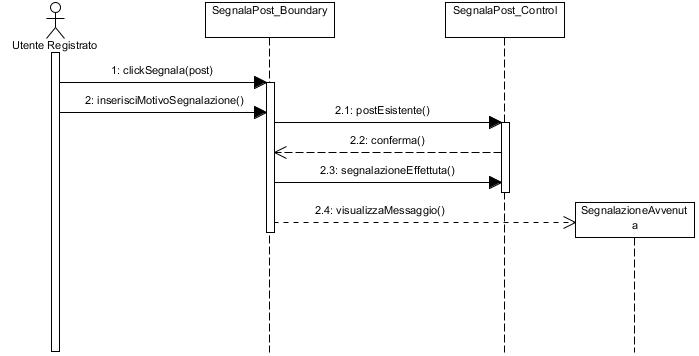 SegnalaPost_Boundary
SegnalaPost_Control
Utente Registrato
1: clickSegnala(post)
2: inserisciMotivoSegnalazione()
2.1: postEsistente()
2.2: conferma()
2.3: segnalazioneEffettuta()
2.4: visualizzaMessaggio()
SegnalazioneAvvenut
a